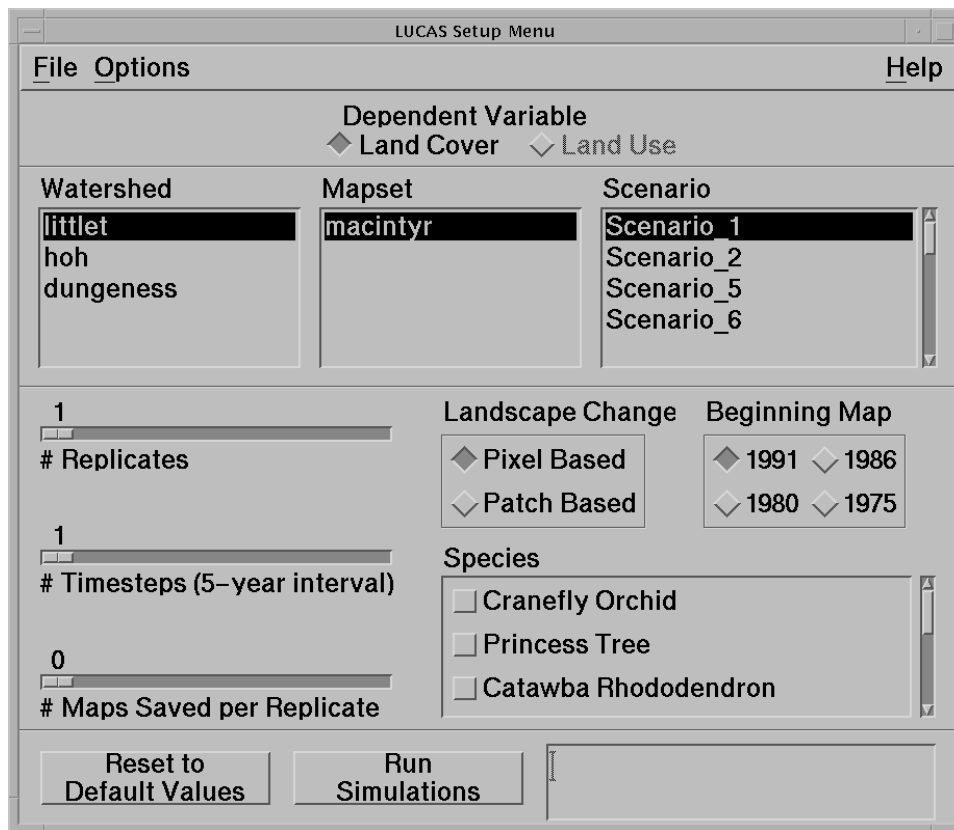 LUCAS Setup Menu
File Options Help
Dependent Variable
Land Cover Land Use
Watershed
littlet
hoh
dungeness
Mapset
macintyr
Scenario
Scenario_1
Scenario_2
Scenario_5
Scenario_6
1
# Replicates
1
# Timesteps (5-year interval)
0
# Maps Saved per Replicate
Landscape Change
Pixel Based
Patch Based
Beginning Map
1991 1986
1980 1975
Species
Cranefly Orchid
Princess Tree
Catawba Rhododendron
Reset to
Default Values
Run
Simulations